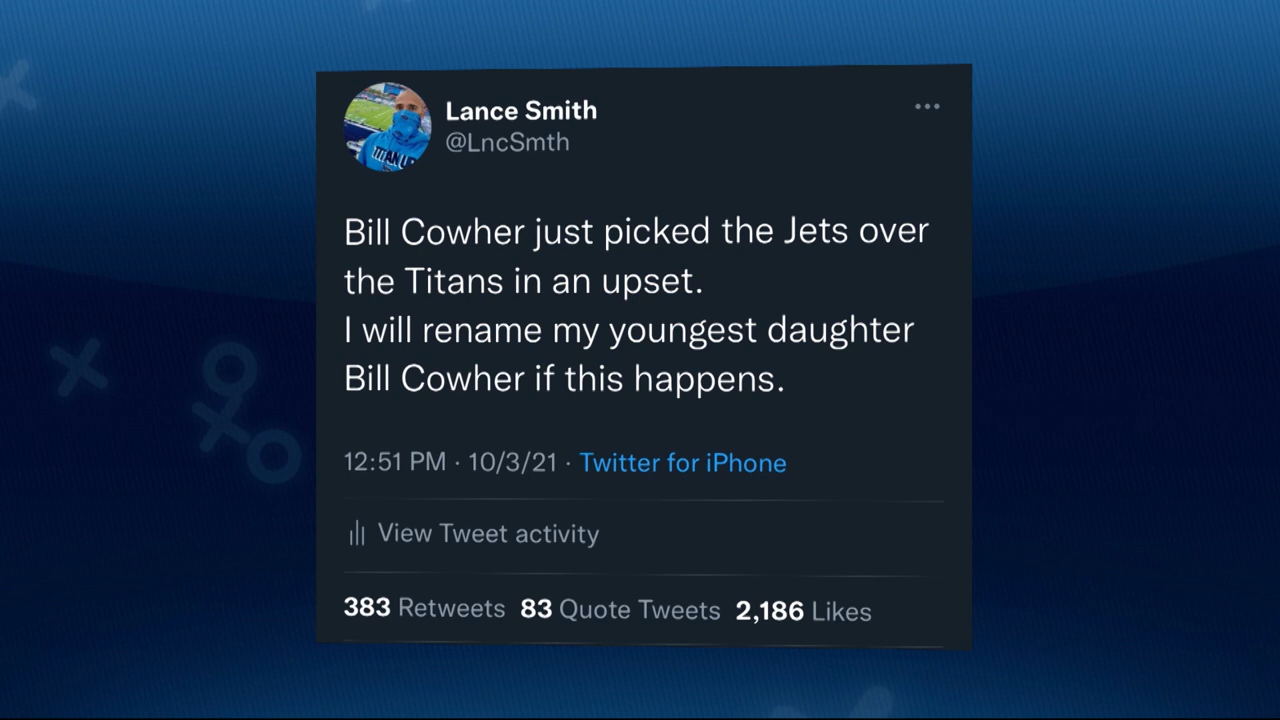 Lance Smith
@LncSmth
TITAN UP
Bill Cowher just picked the Jets over
the Titans in an upset.
I will rename my youngest daughter
Bill Cowher if this happens.
12:51 PM · 10/3/21 · Twitter for iPhone
View Tweet activity
383 Retweets 83 Quote Tweets 2,186 Likes